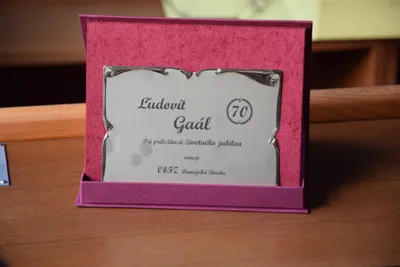 Ľudovít
70
Gaál
Pri príležitosti životného jubilea
venuje
ObFZ Dunajská Streda